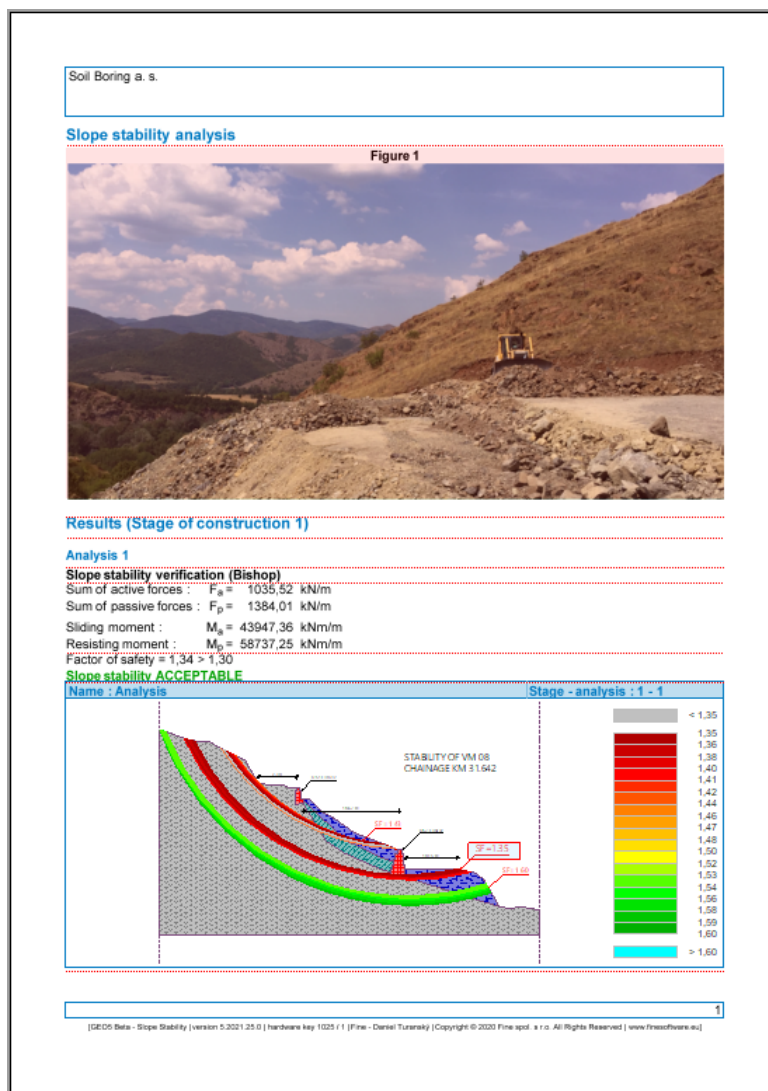 Soil Boring a. s.
Slope stability analysis
Figure 1
Results (Stage of construction 1)
Analysis 1
Slope stability verification (Bishop)
Sum of active forces : Fa = 1035,52 kN/m
Sum of passive forces : Fp = 1384,01 kN/m
Sliding moment : Ma = 43947,36 kNm/m
Resisting moment : Mp = 58737,25 kNm/m
Factor of safety = 1,34 > 1,30
Slope stability ACCEPTABLE
Name : Analysis Stage - analysis : 1 - 1
STABILITY OF VM 08
CHAINAGE KM 31.642
SF =1.35
< 1,35
1,35
1,36
1,38
1,40
1,41
1,42
1,44
1,46
1,47
1,48
1,50
1,52
1,53
1,54
1,56
1,58
1,59
1,60
> 1,60
1
[GEO5 Beta - Slope Stability | version 5.2021.25.0 | hardware key 1025 / 1 | Fine - Daniel Turanský | Copyright © 2020 Fine spol. s r.o. All Rights Reserved | www.finesoftware.eu]